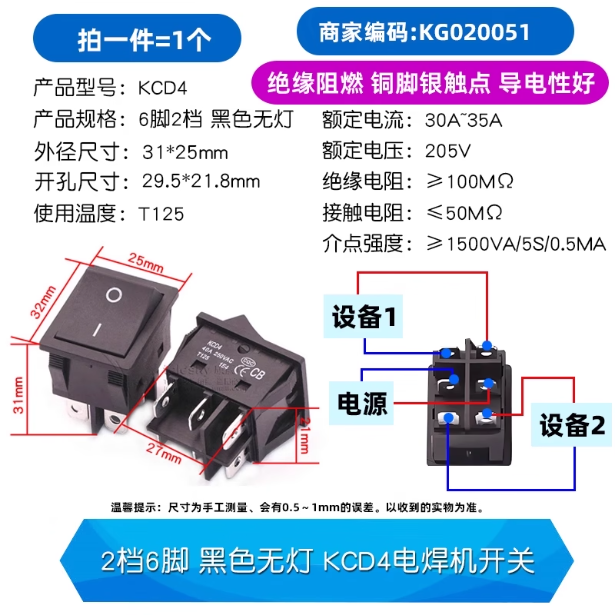 拍一件=1个
商家编码:KG020051
绝缘阻燃 铜脚银触点 导电性好
产品型号: KCD4
产品规格: 6脚2档 黑色无灯
外径尺寸: 31*25mm
开孔尺寸: 29.5*21.8mm
使用温度: T125
额定电流: 30A~35A
额定电压: 205V
绝缘电阻: ≥100MΩ
接触电阻: ≤50MΩ
介点强度: ≥1500VA/5S/0.5MA
25mm
32mm
31mm
27mm
21mm
KCD4
40A 250VAC
T125 1E4
CQC
CE CB
设备1
电源
设备2
温馨提示: 尺寸为手工测量、会有0.5~1mm的误差。以收到的实物为准。
2档6脚 黑色无灯 KCD4电焊机开关